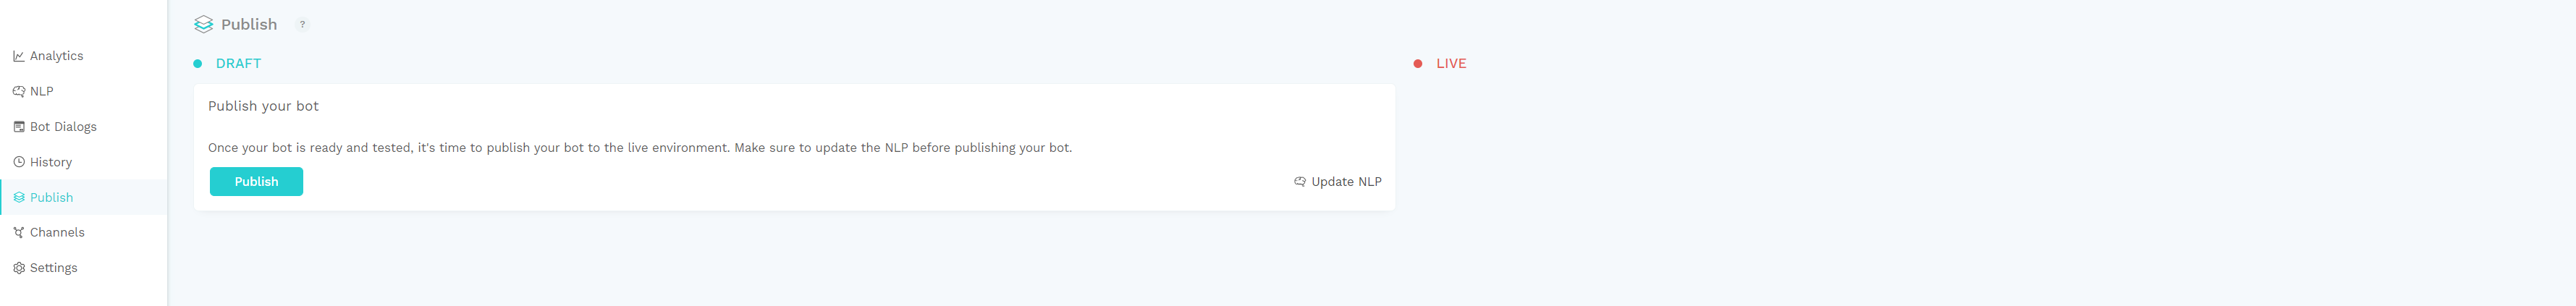 Publish ?
Analytics
DRAFT
LIVE
NLP
Publish your bot
Bot Dialogs
Once your bot is ready and tested, it's time to publish your bot to the live environment. Make sure to update the NLP before publishing your bot.
History
Publish
Update NLP
Publish
Channels
Settings